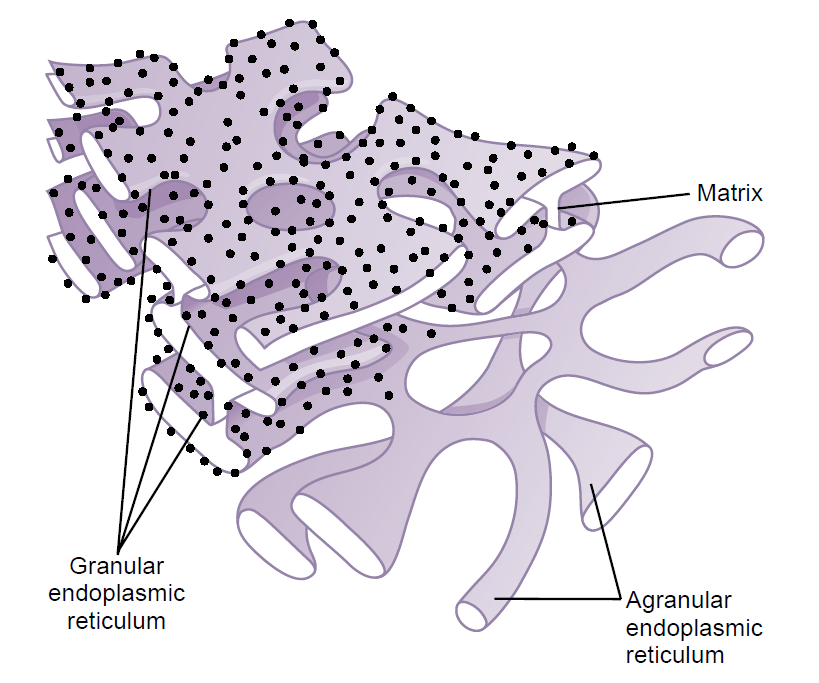 Matrix
Granular
endoplasmic
reticulum
Agranular
endoplasmic
reticulum